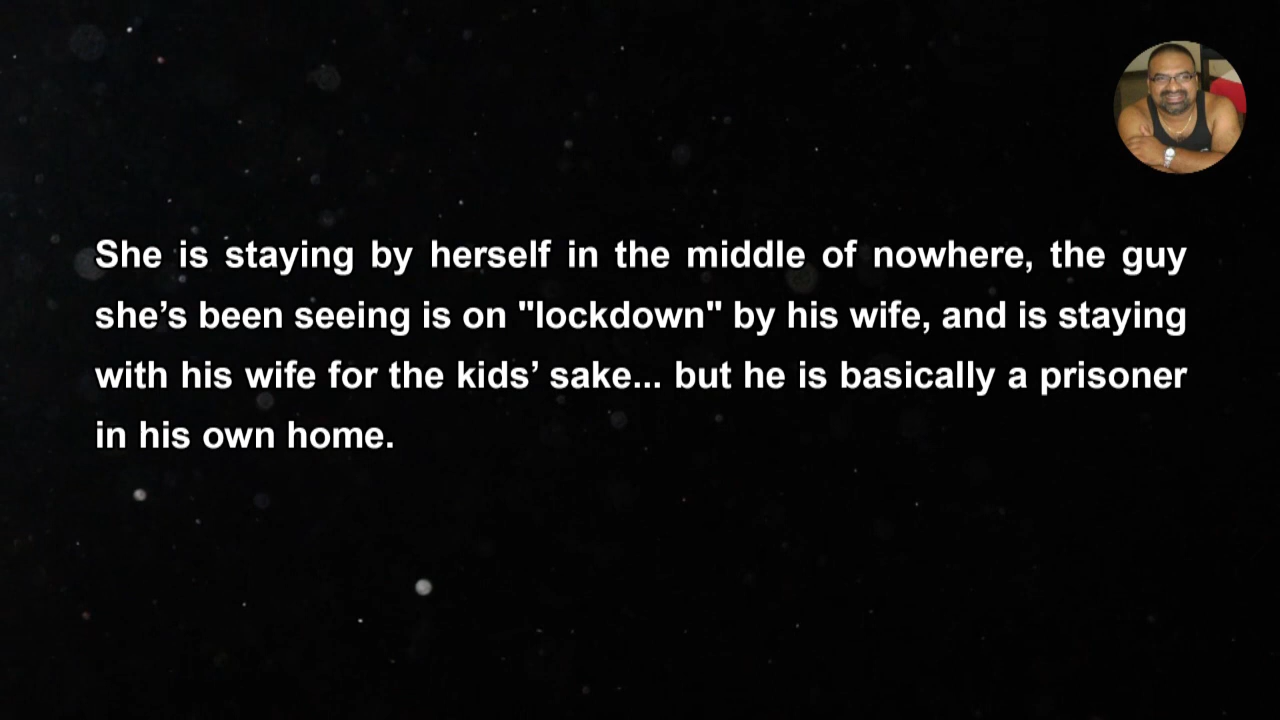 She is staying by herself in the middle of nowhere, the guy
she’s been seeing is on "lockdown" by his wife, and is staying
with his wife for the kids’ sake... but he is basically a prisoner
in his own home.